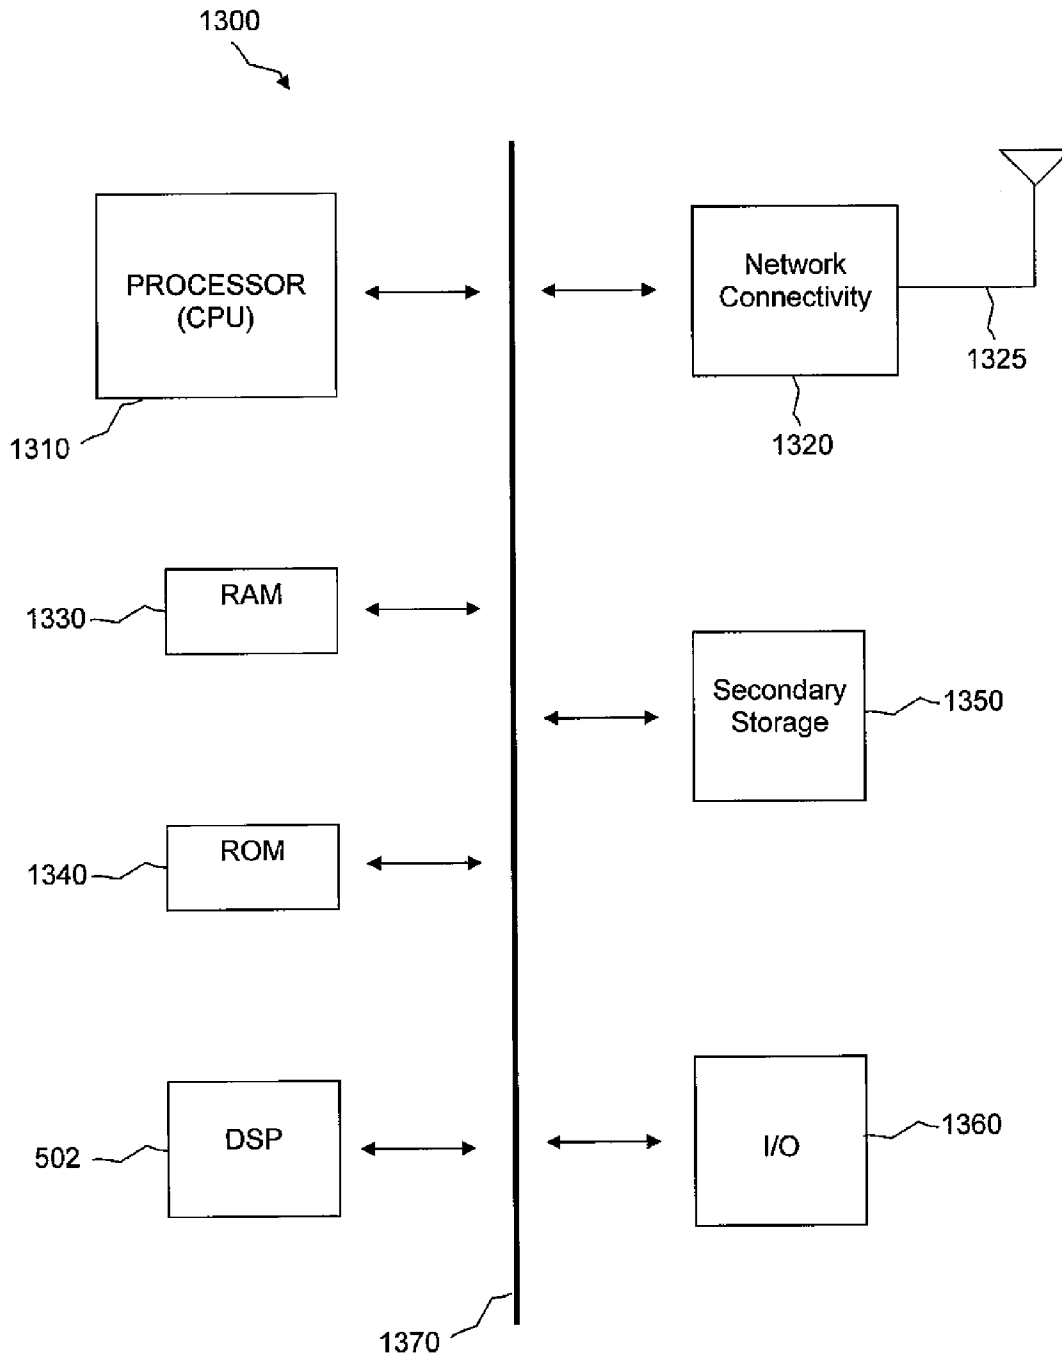 1300
PROCESSOR
(CPU)
1310
Network
Connectivity
1325
1320
RAM
1330
Secondary
Storage
1350
ROM
1340
DSP
502
I/O
1360
1370